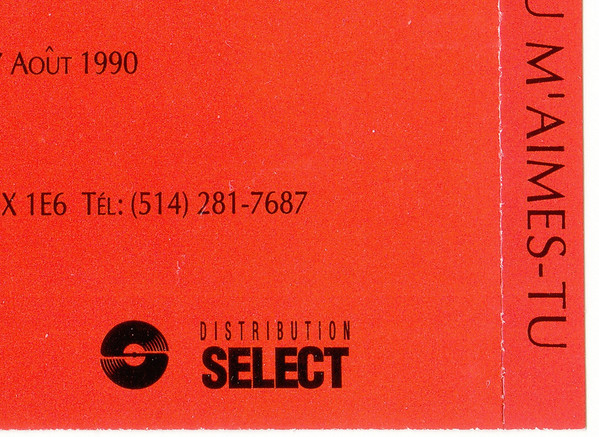 Août 1990
X 1E6 Tél: (514) 281-7687
DISTRIBUTION
SELECT
M'AIMES-TU